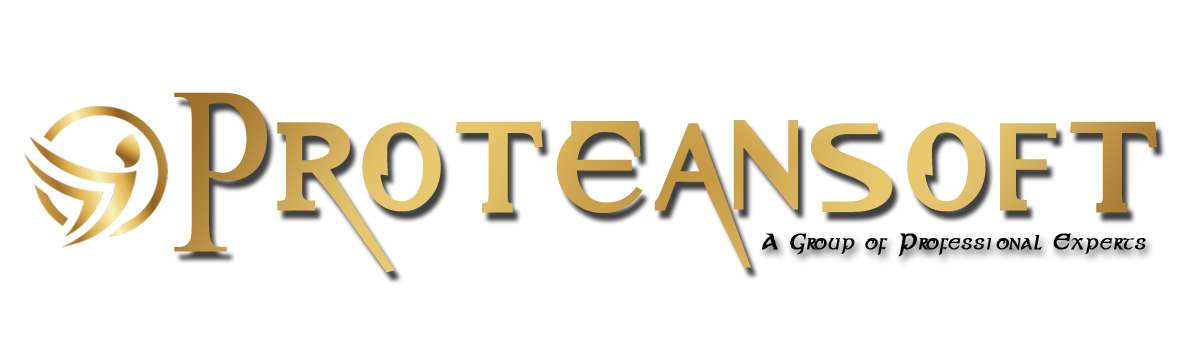 PROTEANSOFT
A Group of Professional Experts